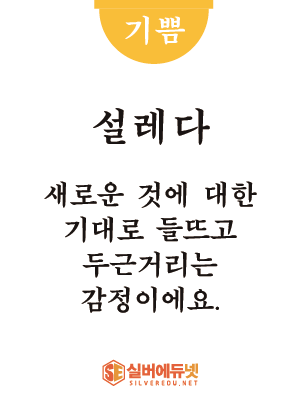 기쁨
설레다
새로운 것에 대한
기대로 들뜨고
두근거리는
감정이에요.
SE 실버에듀넷
SILVEREDU.NET